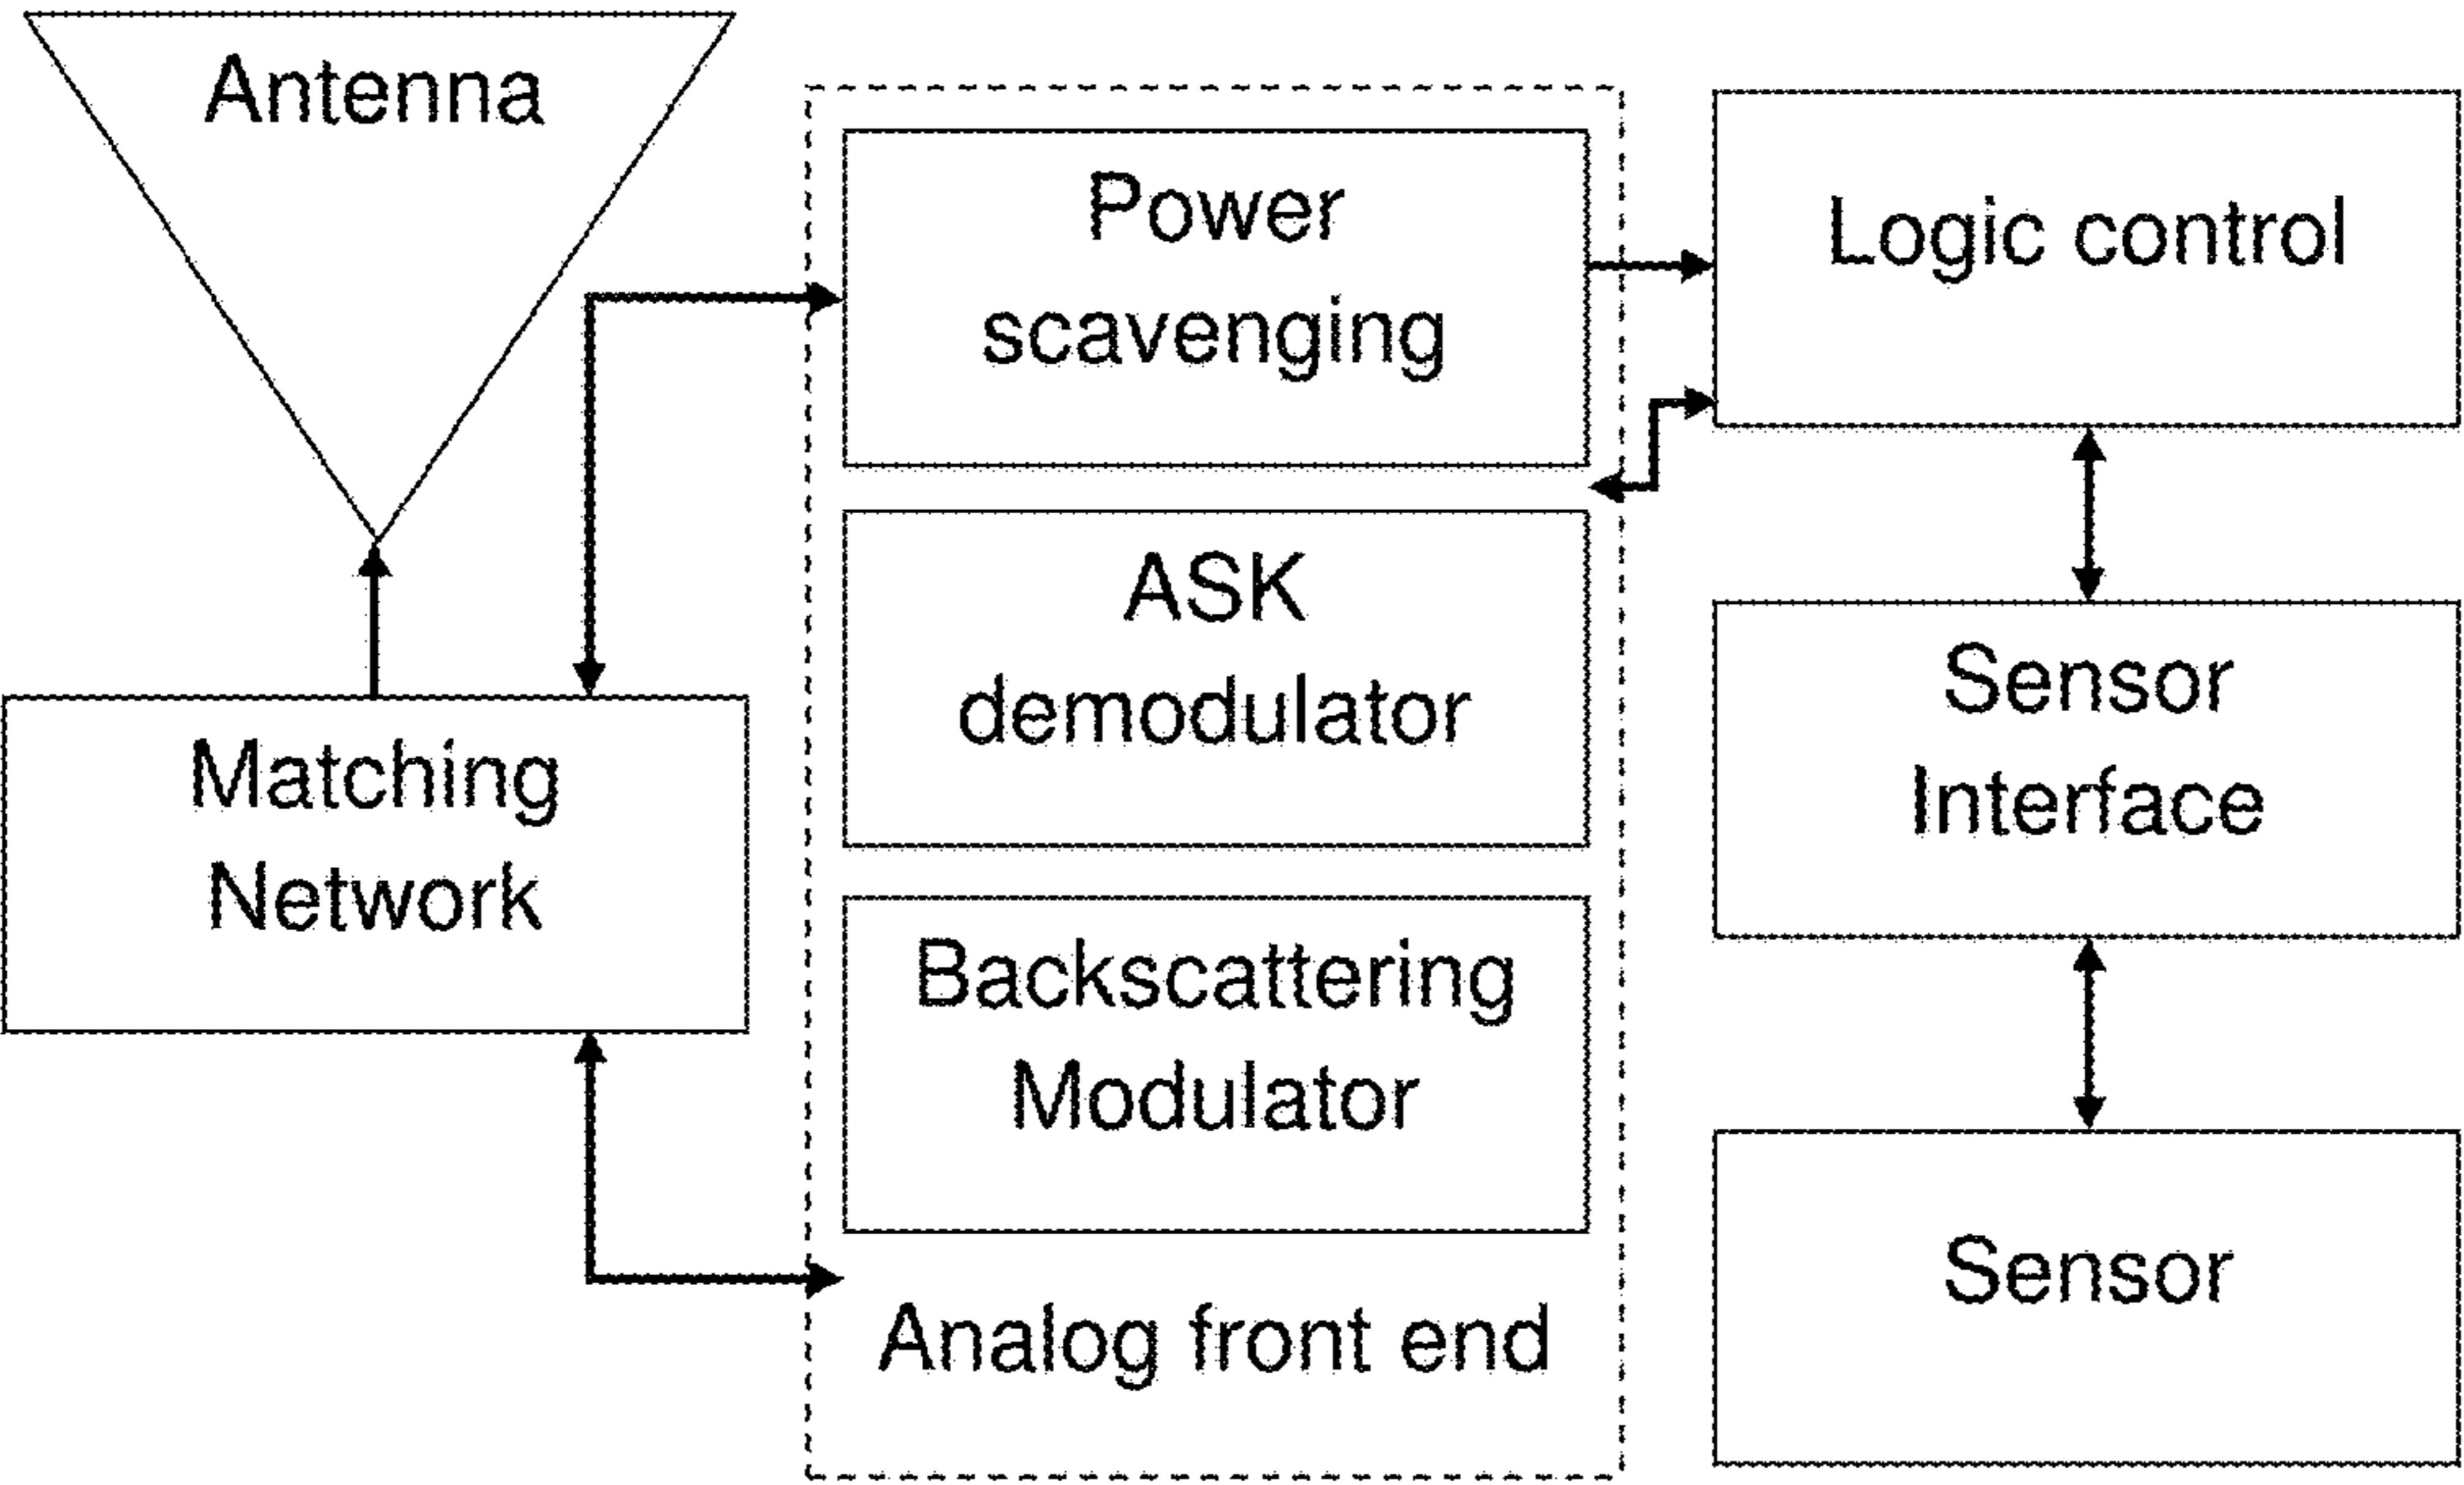 Antenna
Matching
Network
Power
scavenging
ASK
demodulator
Backscattering
Modulator
Analog front end
Logic control
Sensor
Interface
Sensor